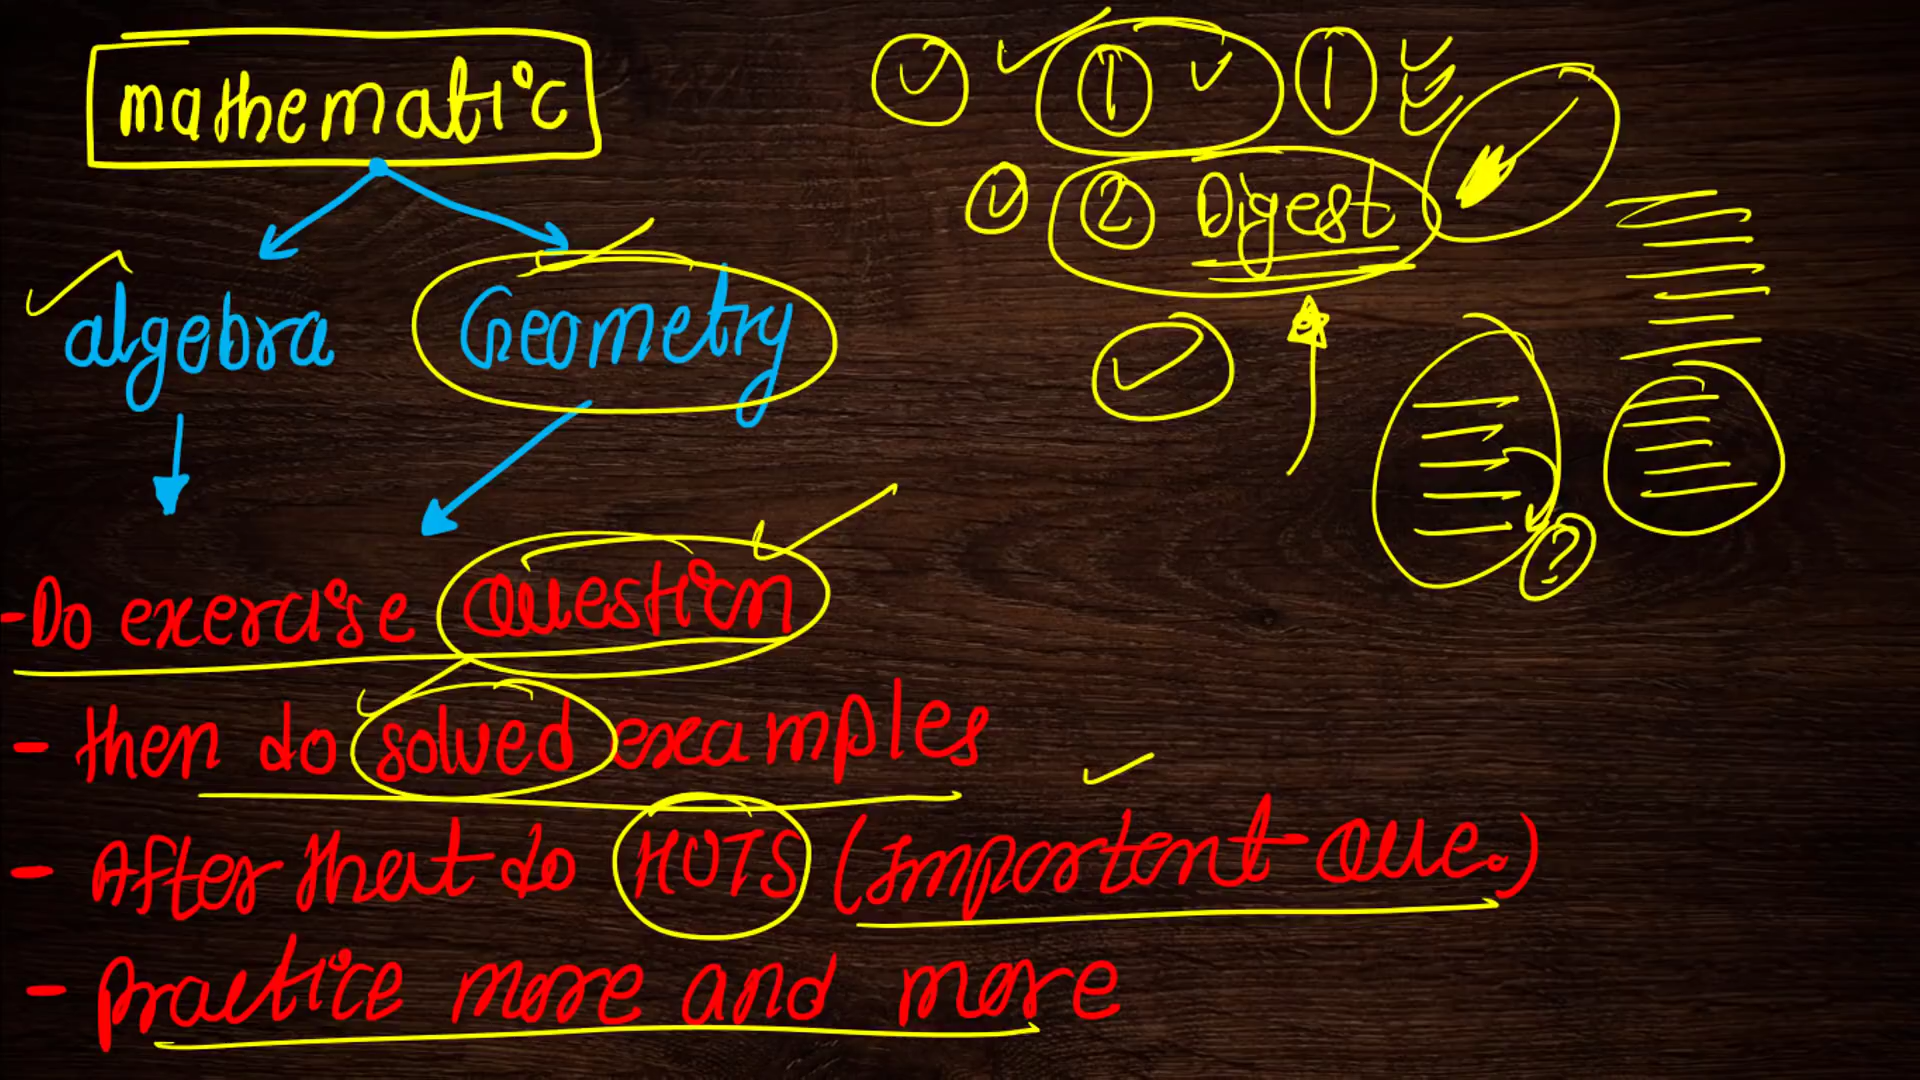 mathematic
① ①
② Digest
algebra Geometry
?
-Do exercise question
- then do solved examples
- After that do HOTS (Important Que.)
- practice more and more